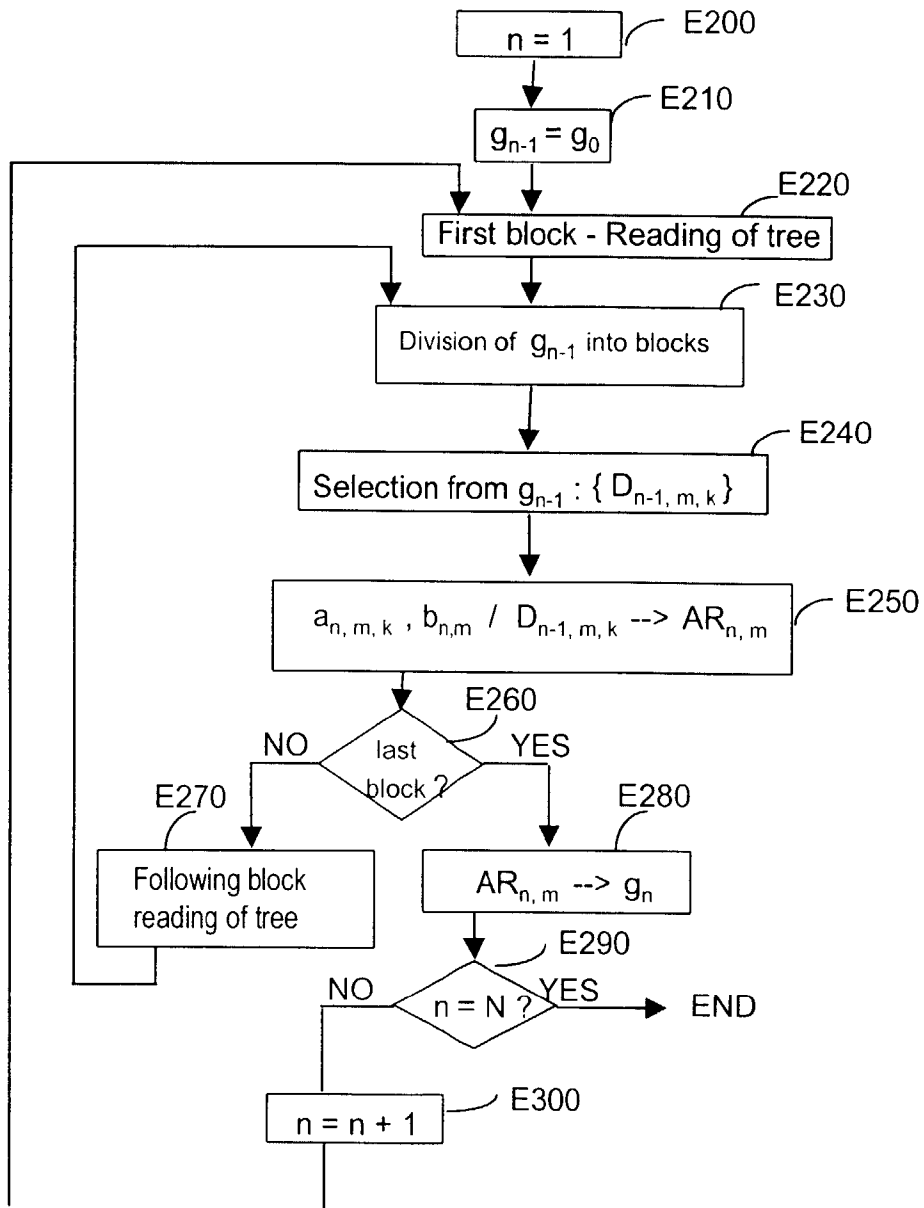 n = 1
E200
E210
g_{n-1} = g_0
E220
First block - Reading of tree
E230
Division of g_{n-1} into blocks
E240
Selection from g_{n-1} : { D_{n-1, m, k} }
E250
a_{n, m, k} , b_{n,m} / D_{n-1, m, k} --> AR_{n, m}
E260
NO
last
block ?
YES
E270
Following block
reading of tree
E280
AR_{n, m} --> g_n
E290
NO
n = N ?
YES
END
E300
n = n + 1